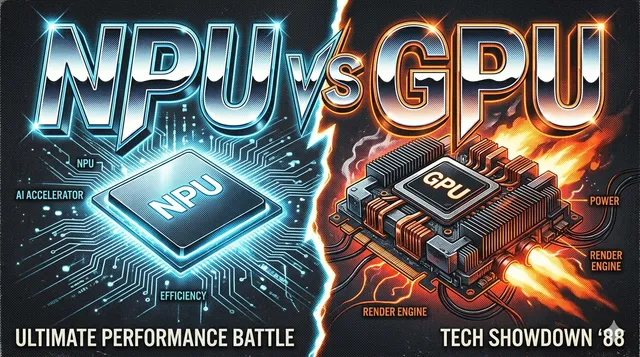 NPU VS GPU
NPU
AI ACCELERATOR
NPU
EFFICIENCY
GPU
POWER
RENDER
ENGINE
RENDER ENGINE
ULTIMATE PERFORMANCE BATTLE
TECH SHOWDOWN ‘88